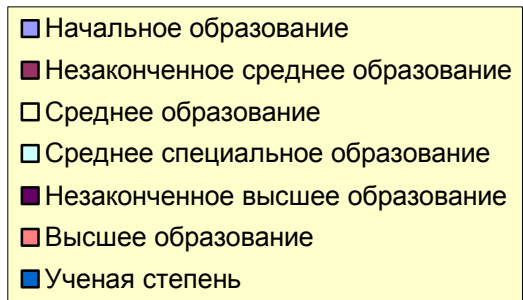 Начальное образование
Незаконченное среднее образование
Среднее образование
Среднее специальное образование
Незаконченное высшее образование
Высшее образование
Ученая степень